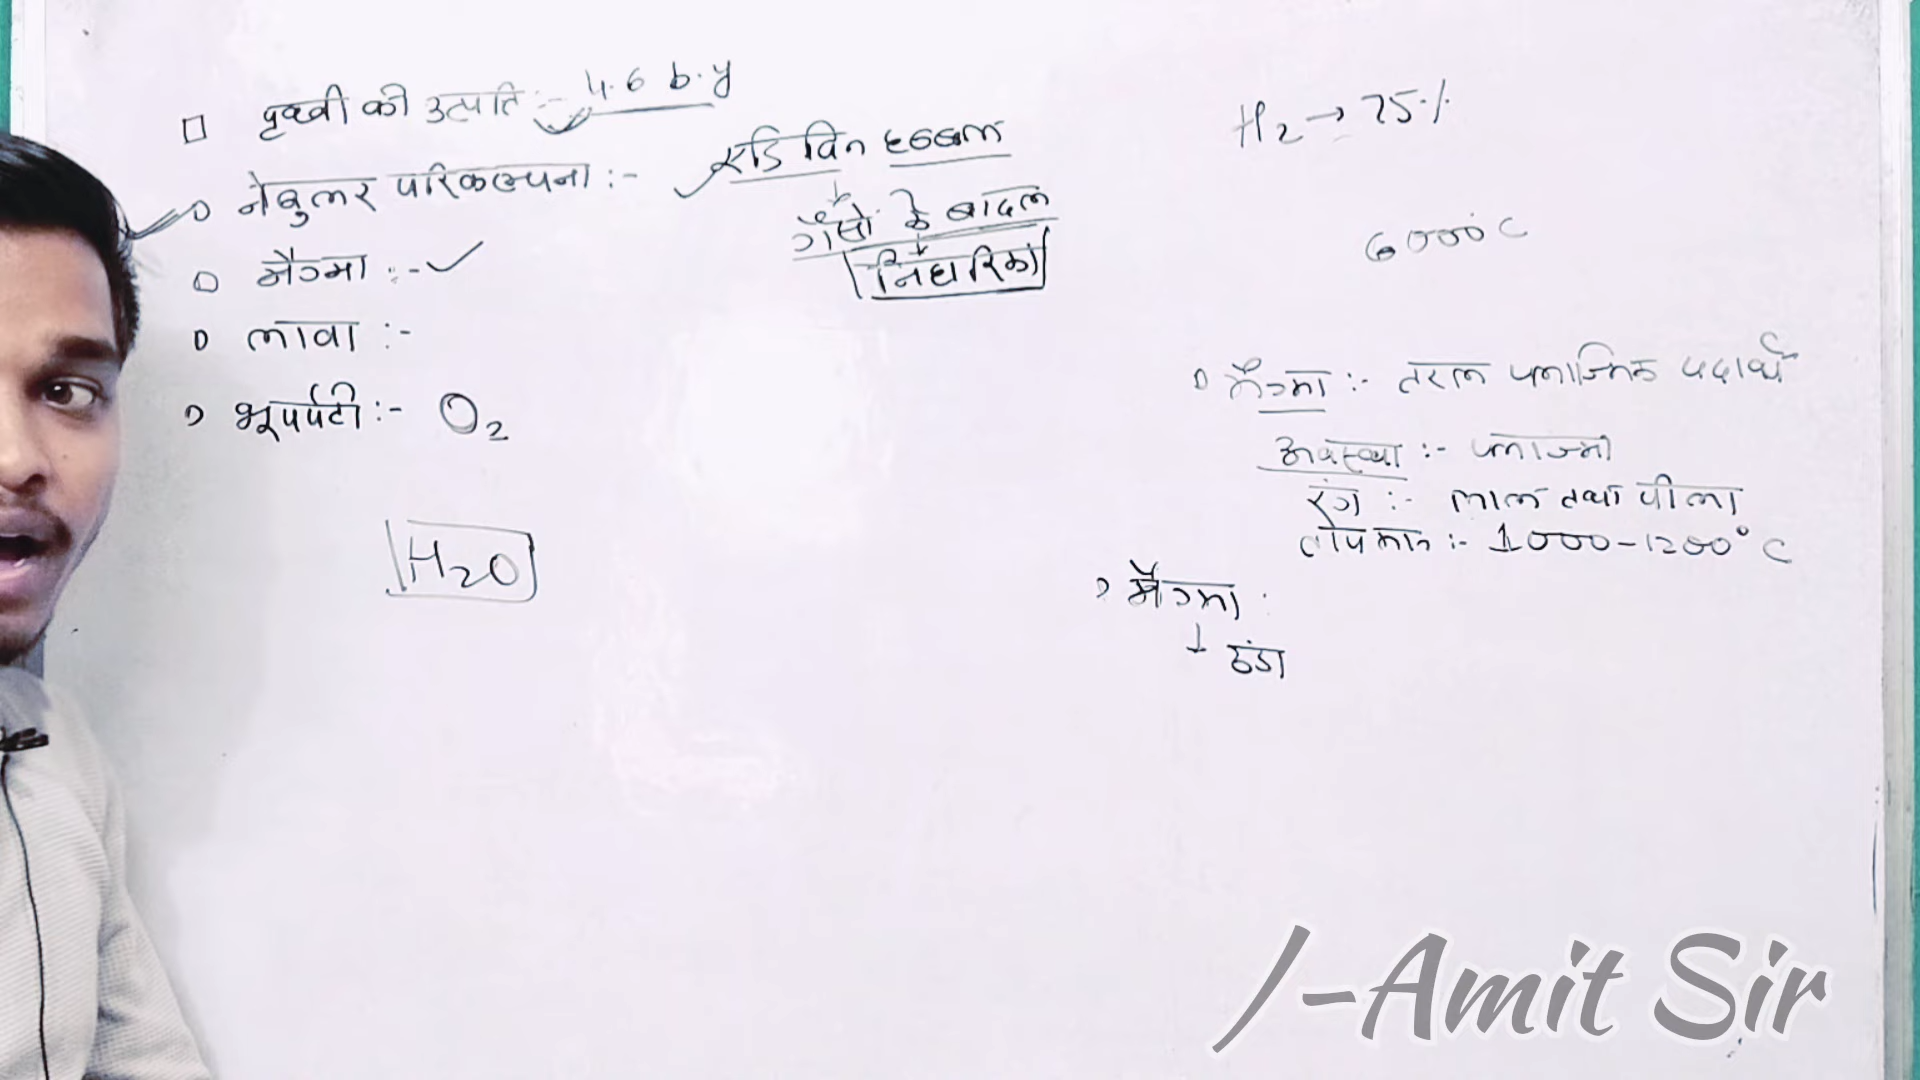 पृथ्वी की उत्पति :- 4.6 b.y
नेबुलर परिकल्पना :- एडविन हब्बल
गैसों के बादल
निहारिका
मैग्मा :-
लावा :-
भूपर्पटी :- O2
H2O
H2 → 75%
6000°C
मैग्मा :- तरल प्लाज्मिक पदार्थ
अवस्था :- प्लाज्मा
रंग :- लाल तथा पीला
तापमान :- 1000-1200°C
मैग्मा
ठंडा
/-Amit Sir